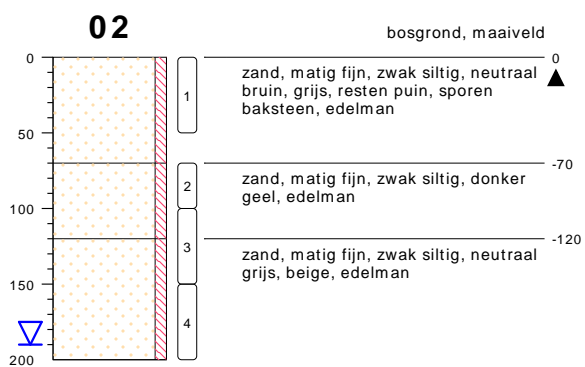 02
bosgrond, maaiveld
0
0
zand, matig fijn, zwak siltig, neutraal
bruin, grijs, resten puin, sporen
baksteen, edelman
1
50
-70
zand, matig fijn, zwak siltig, donker
geel, edelman
2
100
-120
zand, matig fijn, zwak siltig, neutraal
grijs, beige, edelman
3
150
4
200